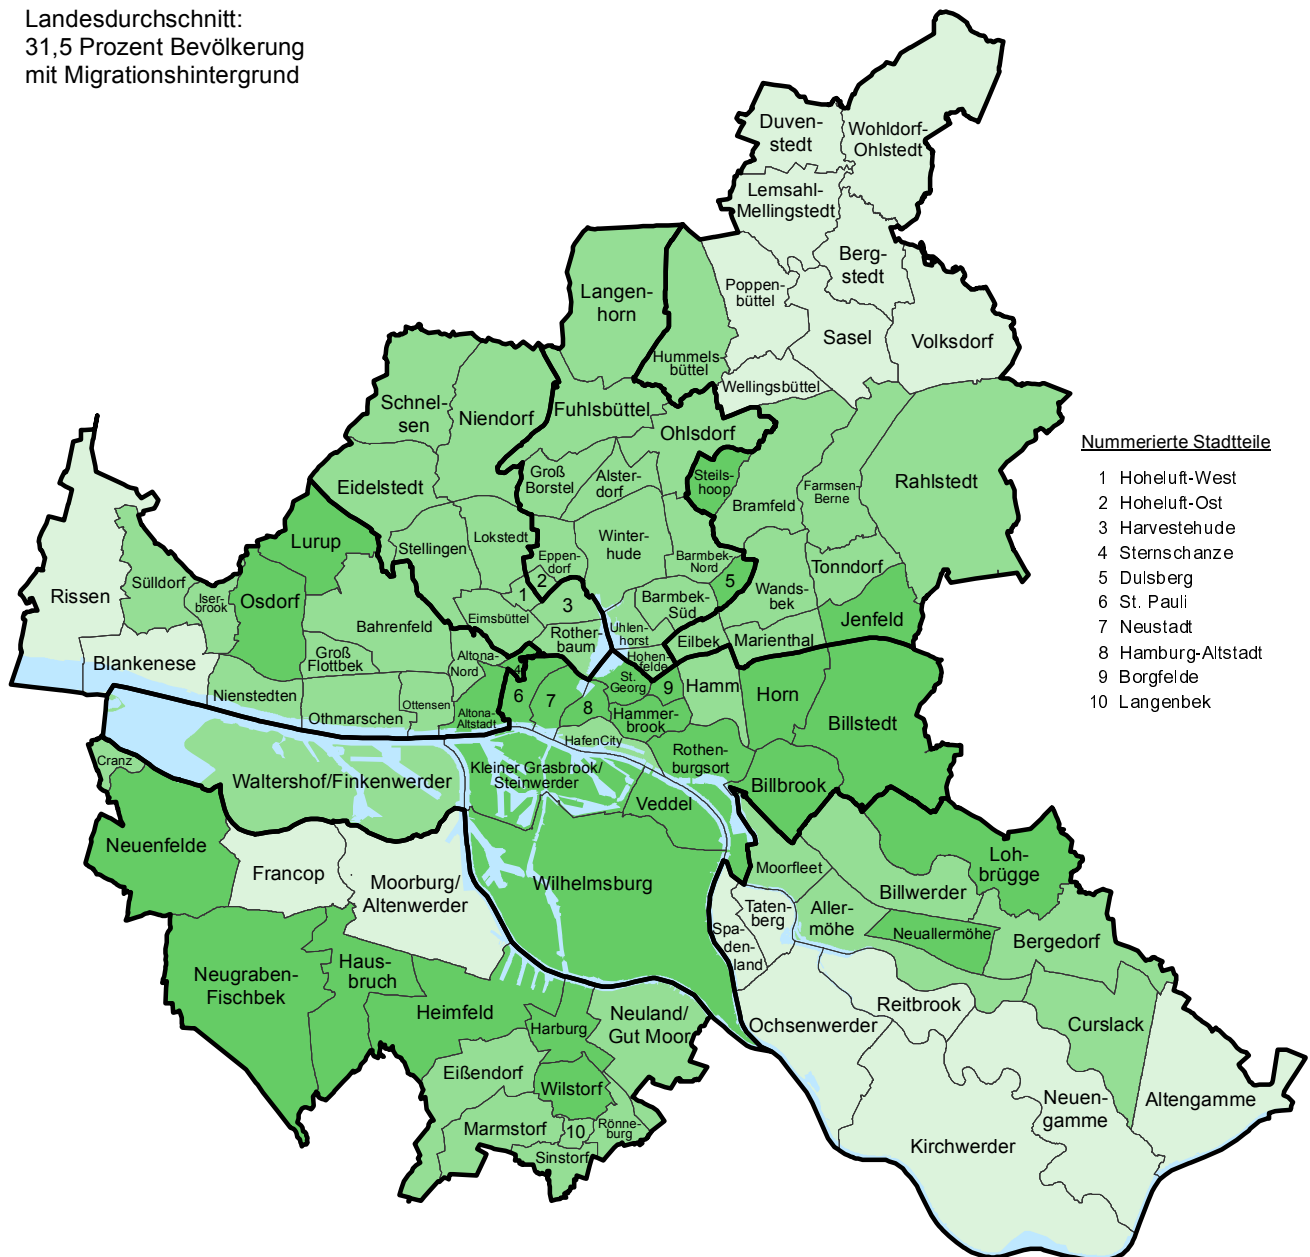 Landesdurchschnitt:
31,5 Prozent Bevölkerung
mit Migrationshintergrund
Duven-
stedt
Wohldorf-
Ohlstedt
Lemsahl-
Mellingstedt
Berg-
stedt
Poppen-
büttel
Sasel
Volksdorf
Wellingsbüttel
Hummels-
büttel
Langen-
horn
Fuhlsbüttel
Ohlsdorf
Schnel-
sen
Niendorf
Eidelstedt
Groß
Borstel
Alster-
dorf
Steils-
hoop
Bramfeld
Farmsen-
Berne
Rahlstedt
Nummerierte Stadtteile
1 Hoheluft-West
2 Hoheluft-Ost
3 Harvestehude
4 Sternschanze
5 Dulsberg
6 St. Pauli
7 Neustadt
8 Hamburg-Altstadt
9 Borgfelde
10 Langenbek
Lurup
Stellingen
Lokstedt
Eppen-
dorf
Winter-
hude
Barmbek-
Nord
5
Tonndorf
Wands-
bek
Jenfeld
Rissen
Sülldorf
Iser-
brook
Osdorf
Bahrenfeld
Eimsbüttel
1
2
3
Rother-
baum
Uhlen-
horst
Barmbek-
Süd
Eilbek
Marienthal
Hohen-
felde
Blankenese
Groß
Flottbek
Nienstedten
Othmarschen
Ottensen
Altona-
Nord
Altona-
Altstadt
4
6
7
8
St.
Georg
9
Hamm
Horn
Billstedt
Hammer-
brook
HafenCity
Rothen-
burgsort
Billbrook
Cranz
Waltershof/Finkenwerder
Kleiner Grasbrook/
Steinwerder
Veddel
Neuenfelde
Francop
Moorburg/
Altenwerder
Wilhelmsburg
Moorfleet
Billwerder
Loh-
brügge
Taten-
berg
Aller-
möhe
Neuallermöhe
Bergedorf
Spa-
den-
land
Neugraben-
Fischbek
Haus-
bruch
Heimfeld
Harburg
Neuland/
Gut Moor
Ochsenwerder
Reitbrook
Curslack
Eißendorf
Wilstorf
Neuen-
gamme
Altengamme
Marmstorf
10
Rönne-
burg
Sinstorf
Kirchwerder